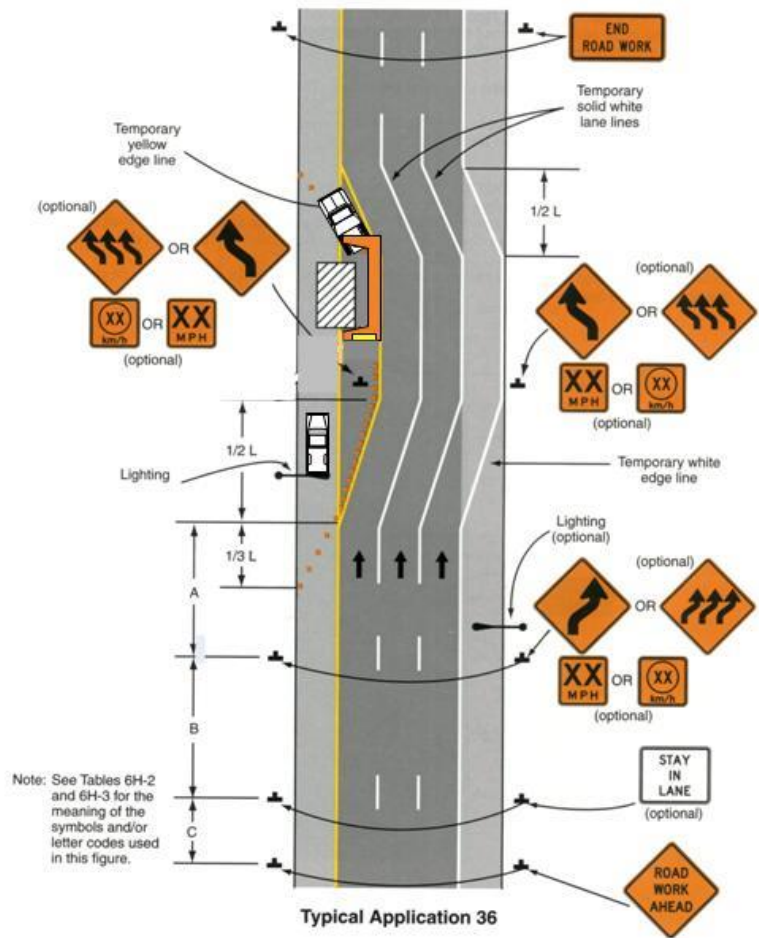 END
ROAD WORK
Temporary
solid white
lane lines
Temporary
yellow
edge line
(optional)
OR
1/2 L
(optional)
OR
XX
km/h
OR
XX
MPH
(optional)
XX
MPH
OR
XX
km/h
(optional)
1/2 L
Lighting
Temporary white
edge line
1/3 L
Lighting
(optional)
(optional)
A
OR
XX
MPH
OR
XX
km/h
(optional)
B
STAY
IN
LANE
(optional)
Note: See Tables 6H-2
and 6H-3 for the
meaning of the
symbols and/or
letter codes used
in this figure.
C
ROAD
WORK
AHEAD
Typical Application 36